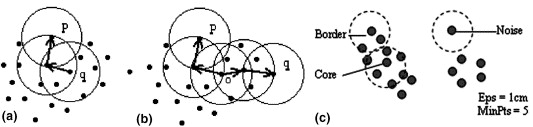 p
q
(a)
p
o
q
(b)
Border
Core
Noise
Eps = 1cm
MinPts = 5
(c)